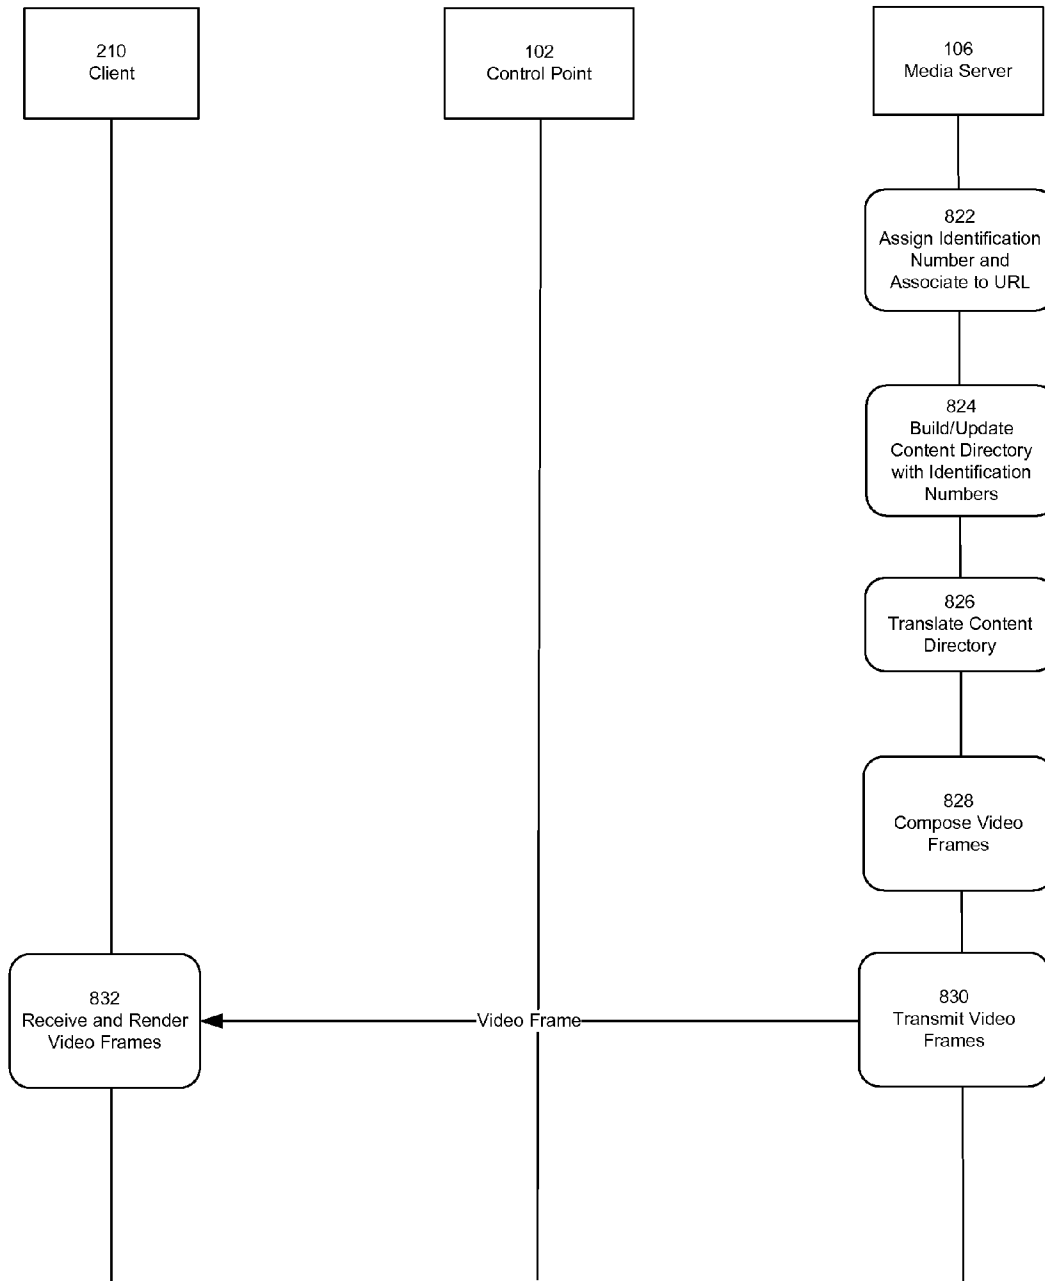 210
Client
102
Control Point
106
Media Server
822
Assign Identification
Number and
Associate to URL
824
Build/Update
Content Directory
with Identification
Numbers
826
Translate Content
Directory
828
Compose Video
Frames
832
Receive and Render
Video Frames
Video Frame
830
Transmit Video
Frames